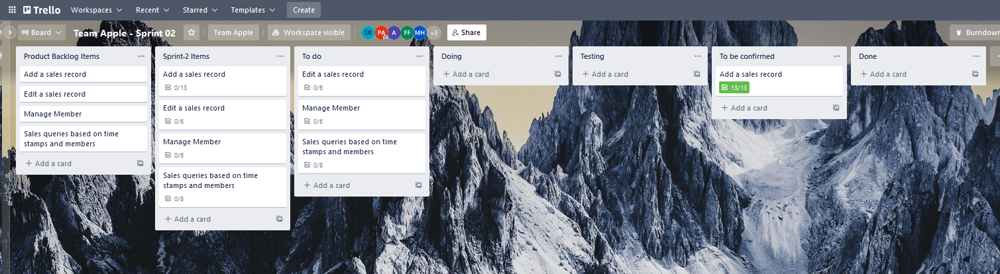 Trello Workspaces Recent Starred Templates Create
Board Team Apple - Sprint 02 Team Apple Workspace visible SR PA A FF MH +3 Share Burndown
Product Backlog Items
Add a sales record
Edit a sales record
Manage Member
Sales queries based on time
stamps and members
+ Add a card
Sprint-2 Items
Add a sales record
0/13
Edit a sales record
0/6
Manage Member
0/6
Sales queries based on time
stamps and members
0/8
+ Add a card
To do
Edit a sales record
0/6
Manage Member
0/6
Sales queries based on time
stamps and members
0/8
+ Add a card
Doing
+ Add a card
Testing
+ Add a card
To be confirmed
Add a sales record
13/13
+ Add a card
Done
+ Add a card